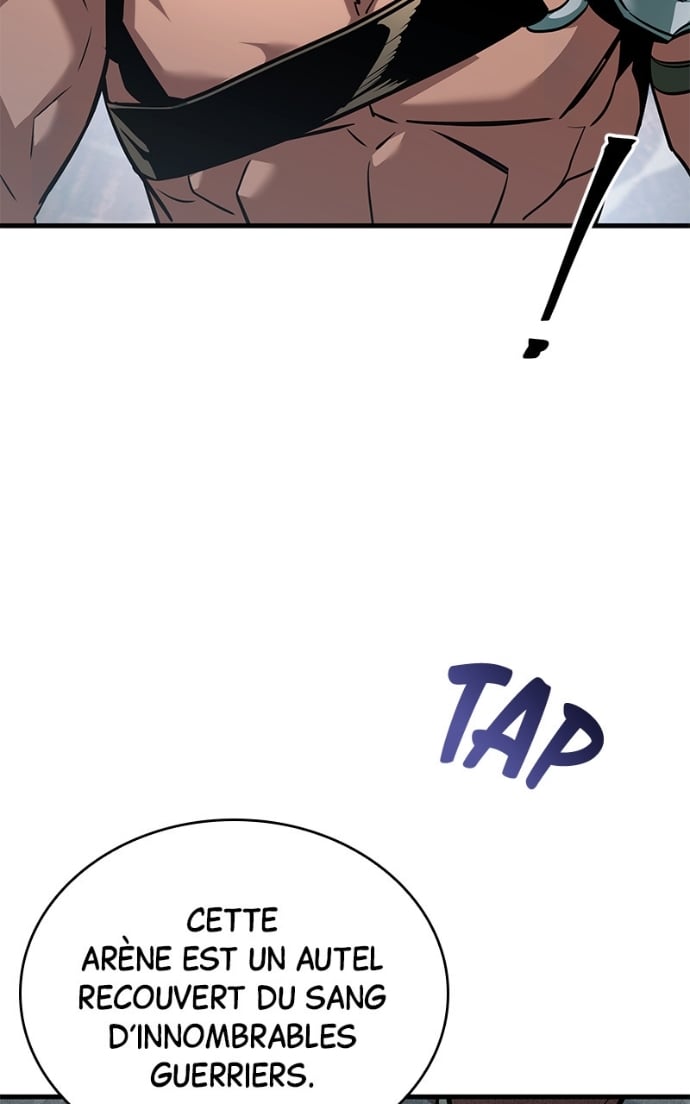 TAP
CETTE
ARÈNE EST UN AUTEL
RECOUVERT DU SANG
D'INNOMBRABLES
GUERRIERS.